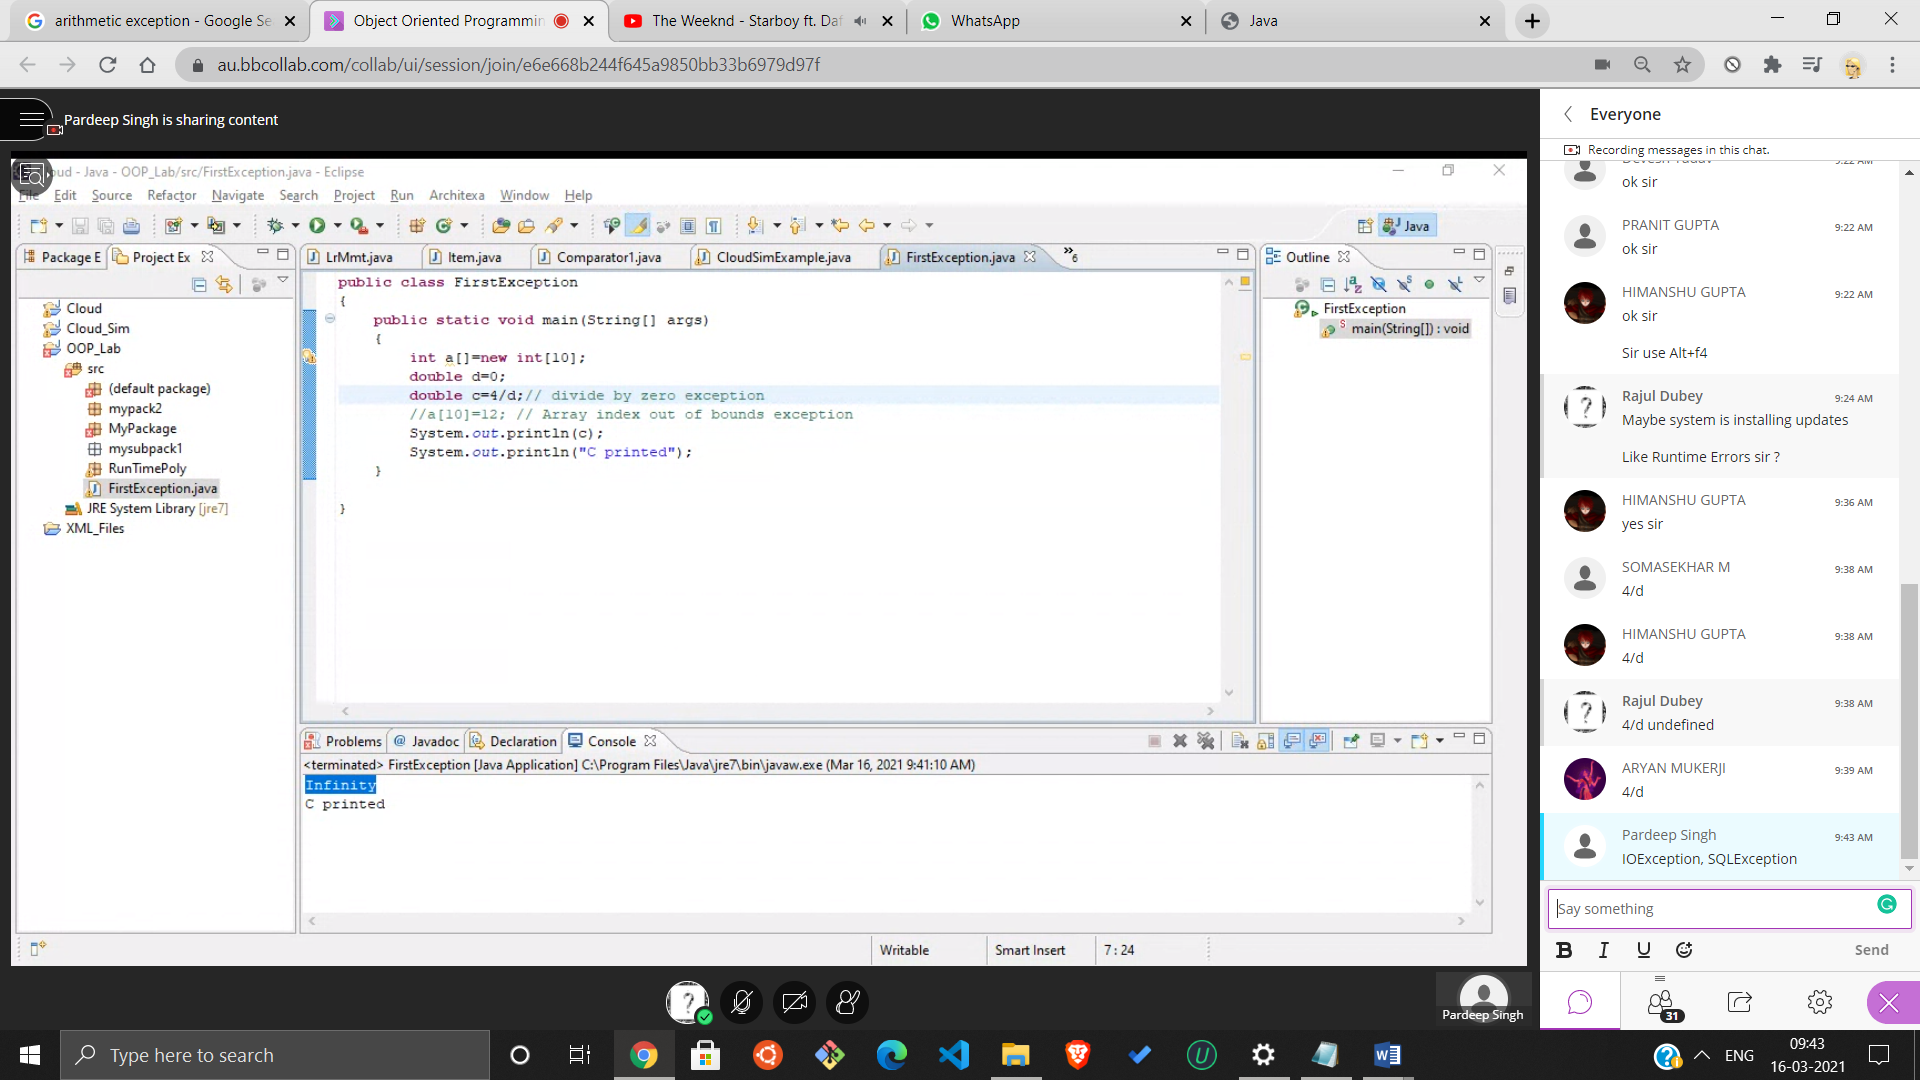 arithmetic exception - Google Se
Object Oriented Programmin
The Weeknd - Starboy ft. Daf
WhatsApp
Java
au.bbcollab.com/collab/ui/session/join/e6e668b244f645a9850bb33b6979d97f
Pardeep Singh is sharing content
oud - Java - OOP_Lab/src/FirstException.java - Eclipse
File Edit Source Refactor Navigate Search Project Run Architexa Window Help
Java
Package E
Project Ex
LrMmt.java
Item.java
Comparator1.java
CloudSimExample.java
FirstException.java
6
Cloud
Cloud_Sim
OOP_Lab
src
(default package)
mypack2
MyPackage
mysubpack1
RunTimePoly
FirstException.java
JRE System Library [jre7]
XML_Files
public class FirstException
{
public static void main(String[] args)
{
int a[]=new int[10];
double d=0;
double c=4/d;// divide by zero exception
//a[10]=12; // Array index out of bounds exception
System.out.println(c);
System.out.println("C printed");
}
}
Outline
FirstException
main(String[]) : void
Problems
@ Javadoc
Declaration
Console
<terminated> FirstException [Java Application] C:\Program Files\Java\jre7\bin\javaw.exe (Mar 16, 2021 9:41:10 AM)
Infinity
C printed
Writable
Smart Insert
7 : 24
Pardeep Singh
Everyone
Recording messages in this chat.
Devesh Yadav 9:22 AM
ok sir
PRANIT GUPTA 9:22 AM
ok sir
HIMANSHU GUPTA 9:22 AM
ok sir
Sir use Alt+f4
Rajul Dubey 9:24 AM
Maybe system is installing updates
Like Runtime Errors sir ?
HIMANSHU GUPTA 9:36 AM
yes sir
SOMASEKHAR M 9:38 AM
4/d
HIMANSHU GUPTA 9:38 AM
4/d
Rajul Dubey 9:38 AM
4/d undefined
ARYAN MUKERJI 9:39 AM
4/d
Pardeep Singh 9:43 AM
IOException, SQLException
Say something
B I U
Send
31
Type here to search
ENG
09:43
16-03-2021